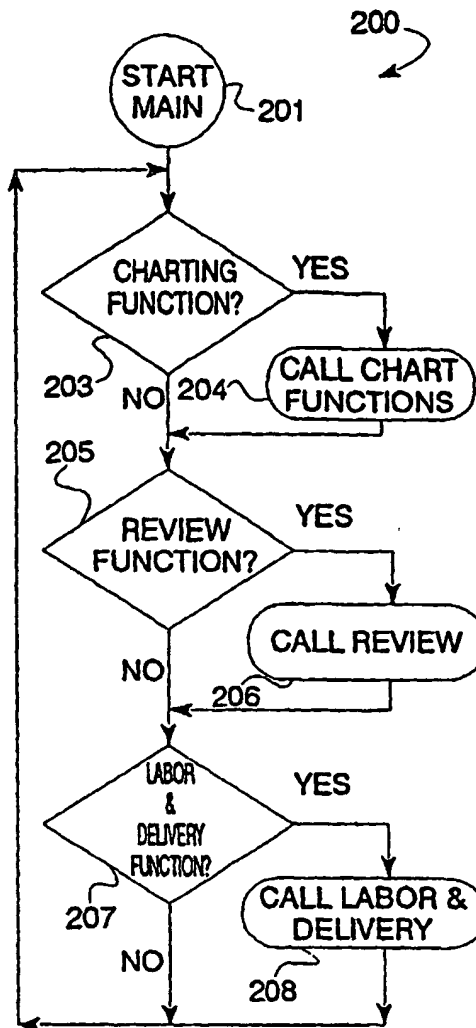 200
START
MAIN
201
CHARTING
FUNCTION?
YES
203
NO
204
CALL CHART
FUNCTIONS
205
REVIEW
FUNCTION?
YES
NO
CALL REVIEW
206
LABOR
&
DELIVERY
FUNCTION?
YES
207
NO
CALL LABOR &
DELIVERY
208